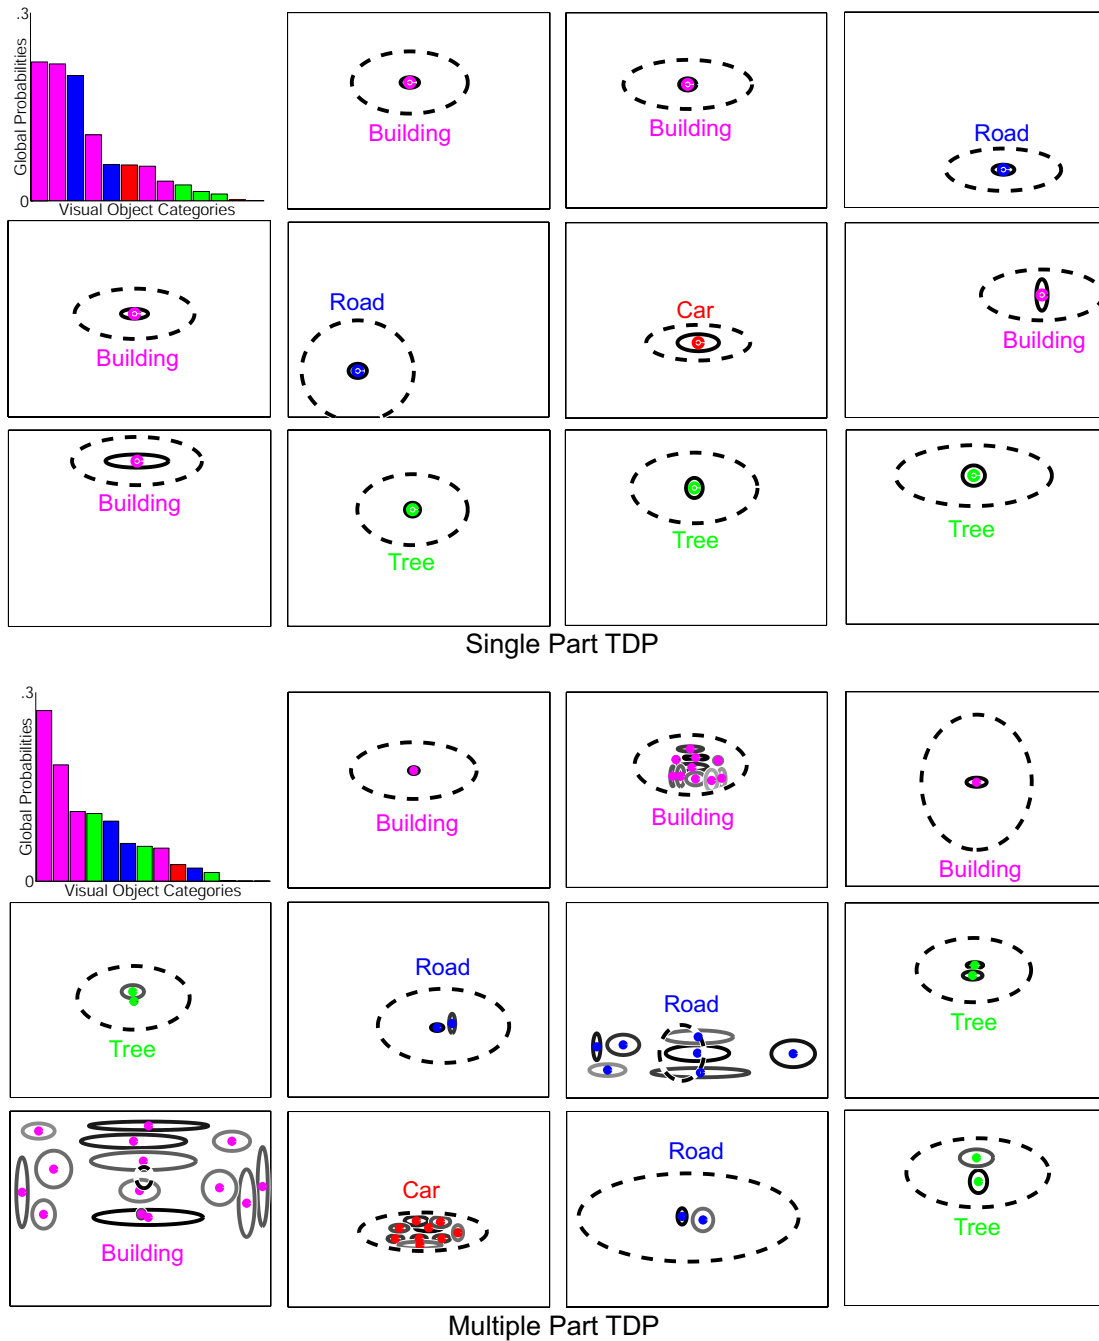 .3
Global Probabilities
0
Visual Object Categories
Building
Building
Road
Building
Road
Car
Building
Building
Tree
Tree
Tree
Single Part TDP
.3
Global Probabilities
0
Visual Object Categories
Building
Building
Building
Tree
Road
Road
Tree
Building
Car
Road
Tree
Multiple Part TDP